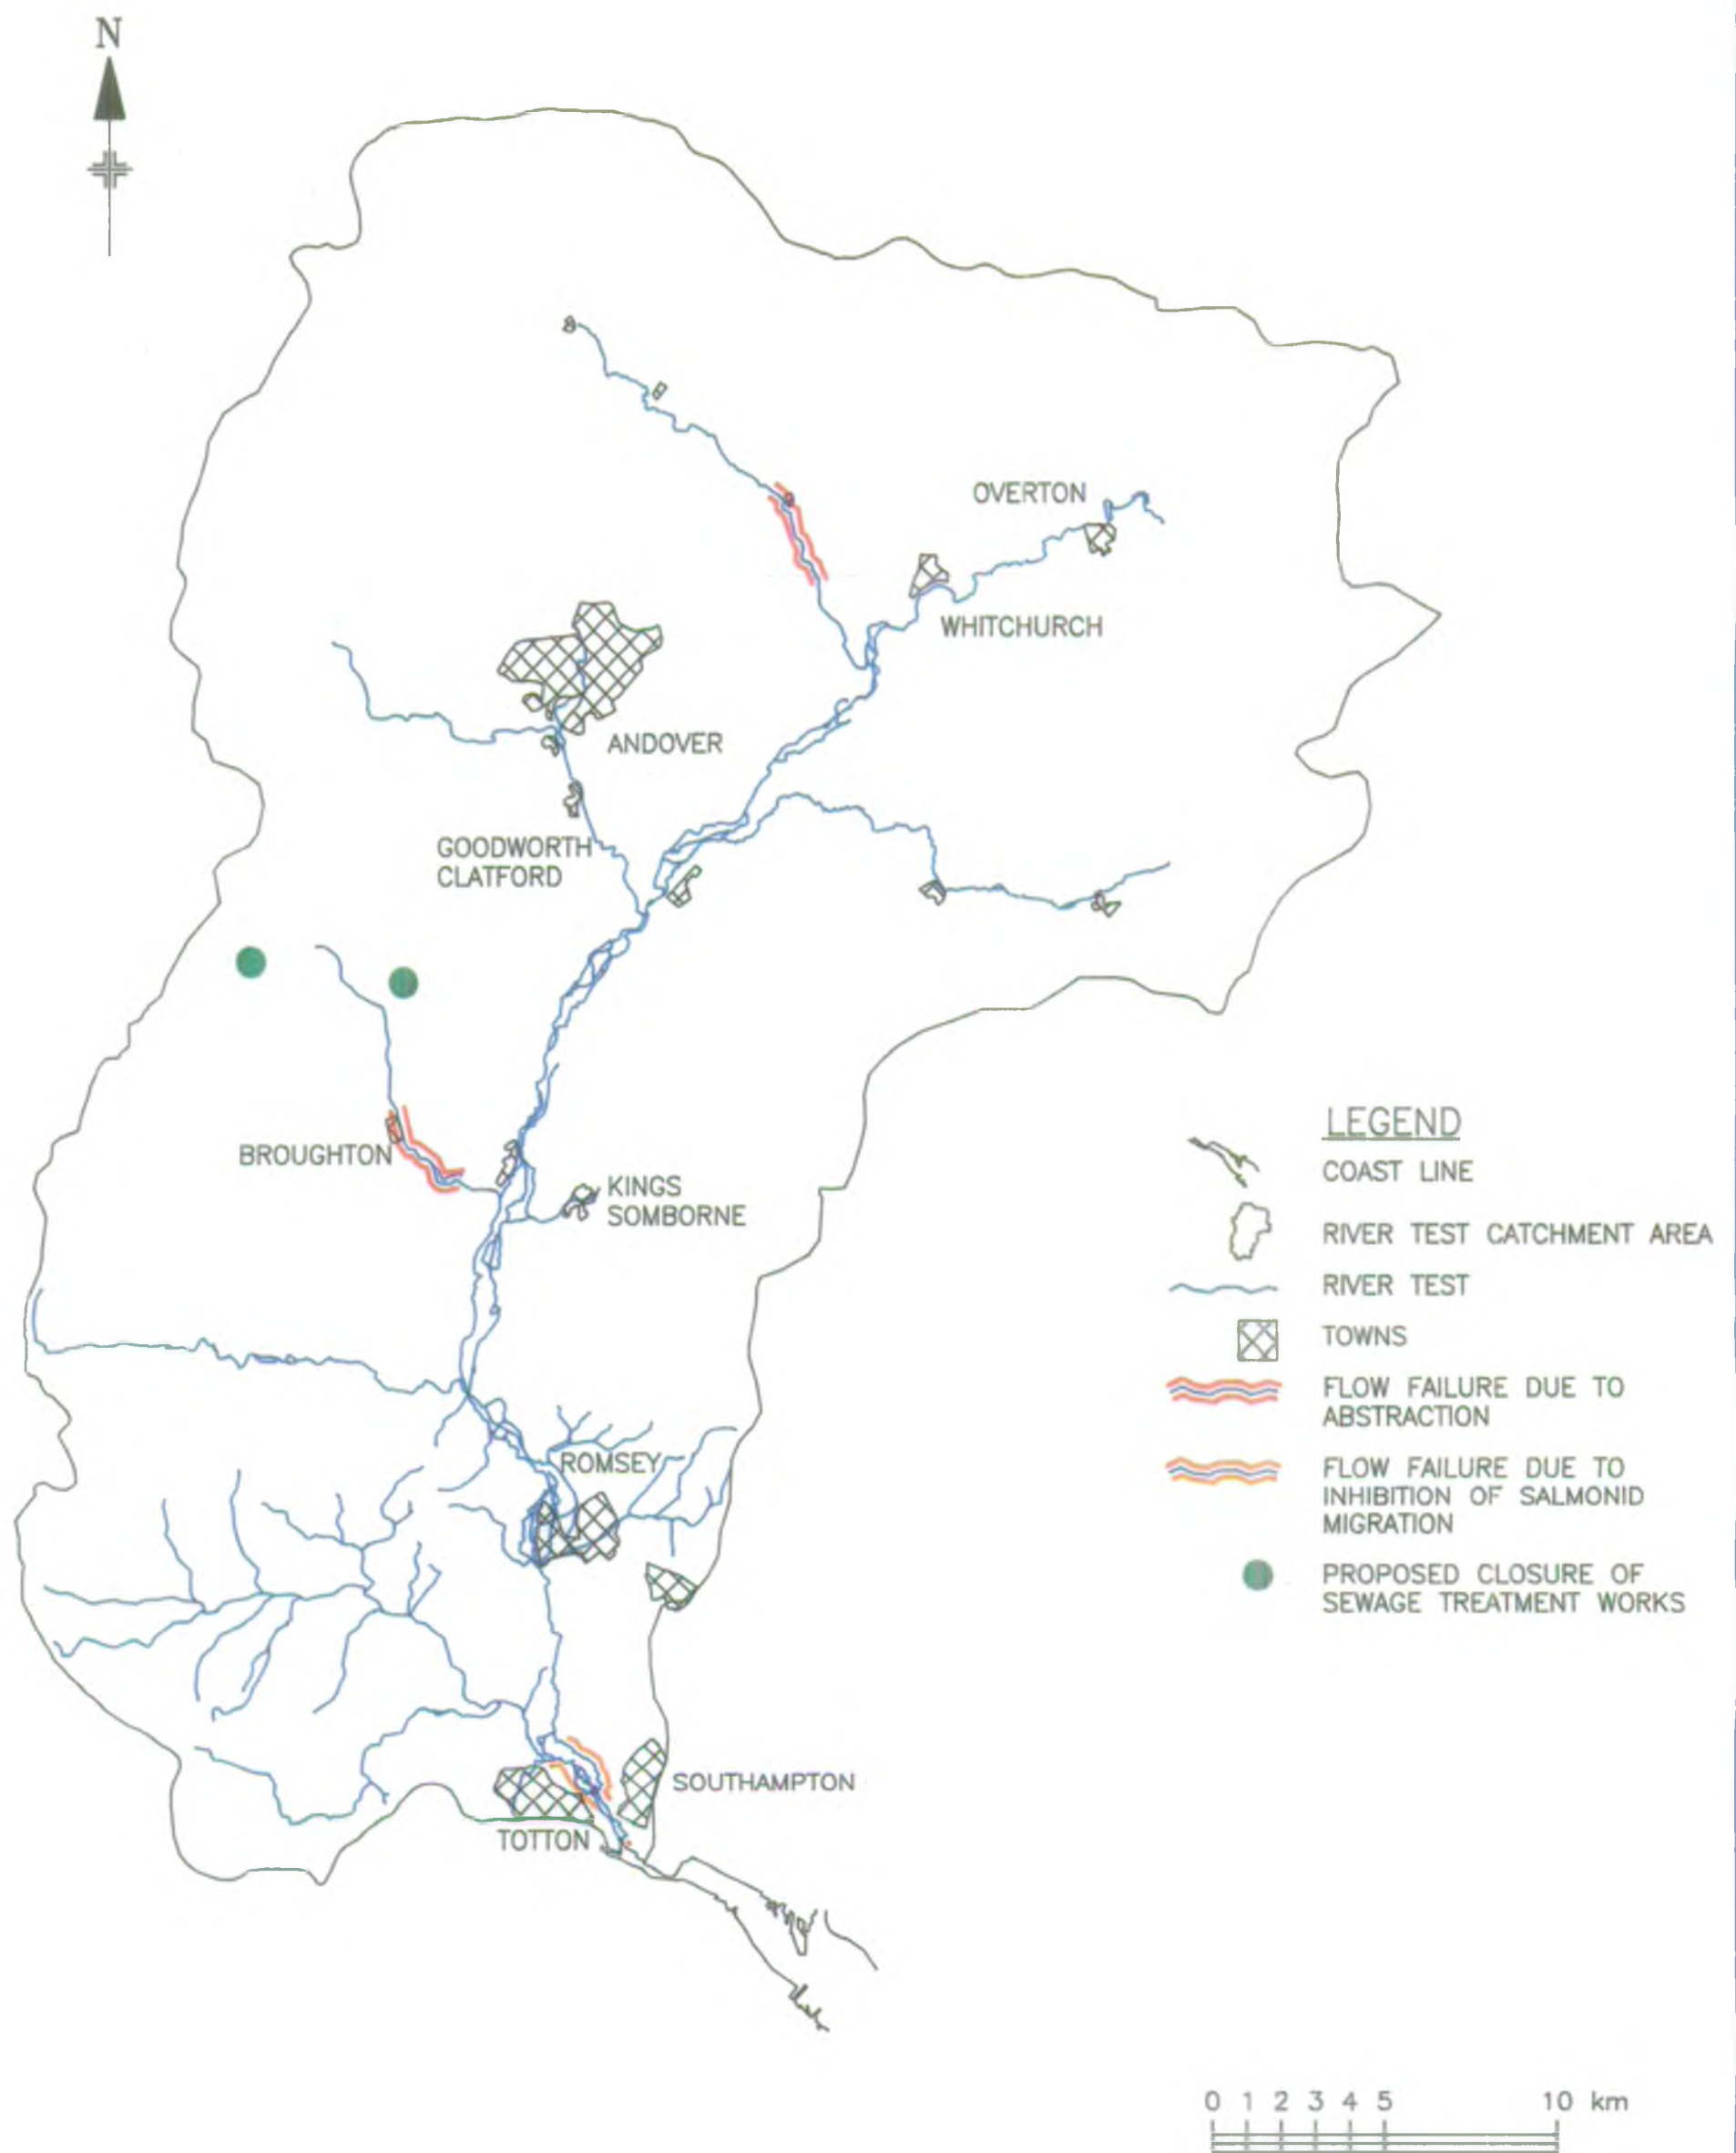 N
OVERTON
WHITCHURCH
ANDOVER
GOODWORTH
CLATFORD
BROUGHTON
KINGS
SOMBORNE
ROMSEY
SOUTHAMPTON
TOTTON
LEGEND
COAST LINE
RIVER TEST CATCHMENT AREA
RIVER TEST
TOWNS
FLOW FAILURE DUE TO
ABSTRACTION
FLOW FAILURE DUE TO
INHIBITION OF SALMONID
MIGRATION
PROPOSED CLOSURE OF
SEWAGE TREATMENT WORKS
0 1 2 3 4 5 10 km